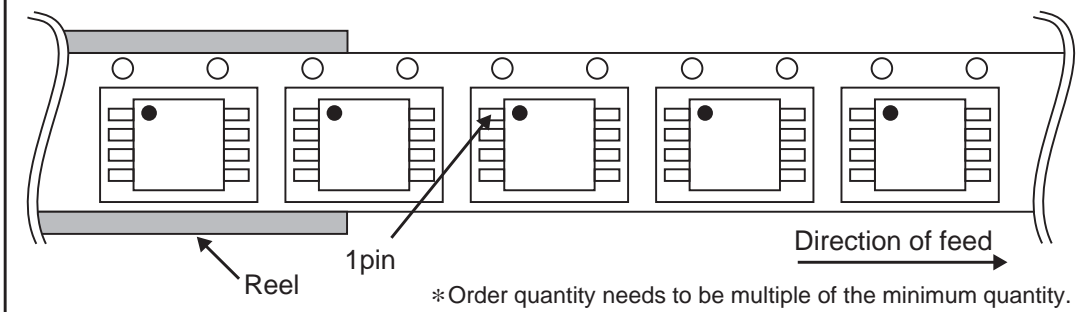 Direction of feed
1pin
Reel
＊Order quantity needs to be multiple of the minimum quantity.